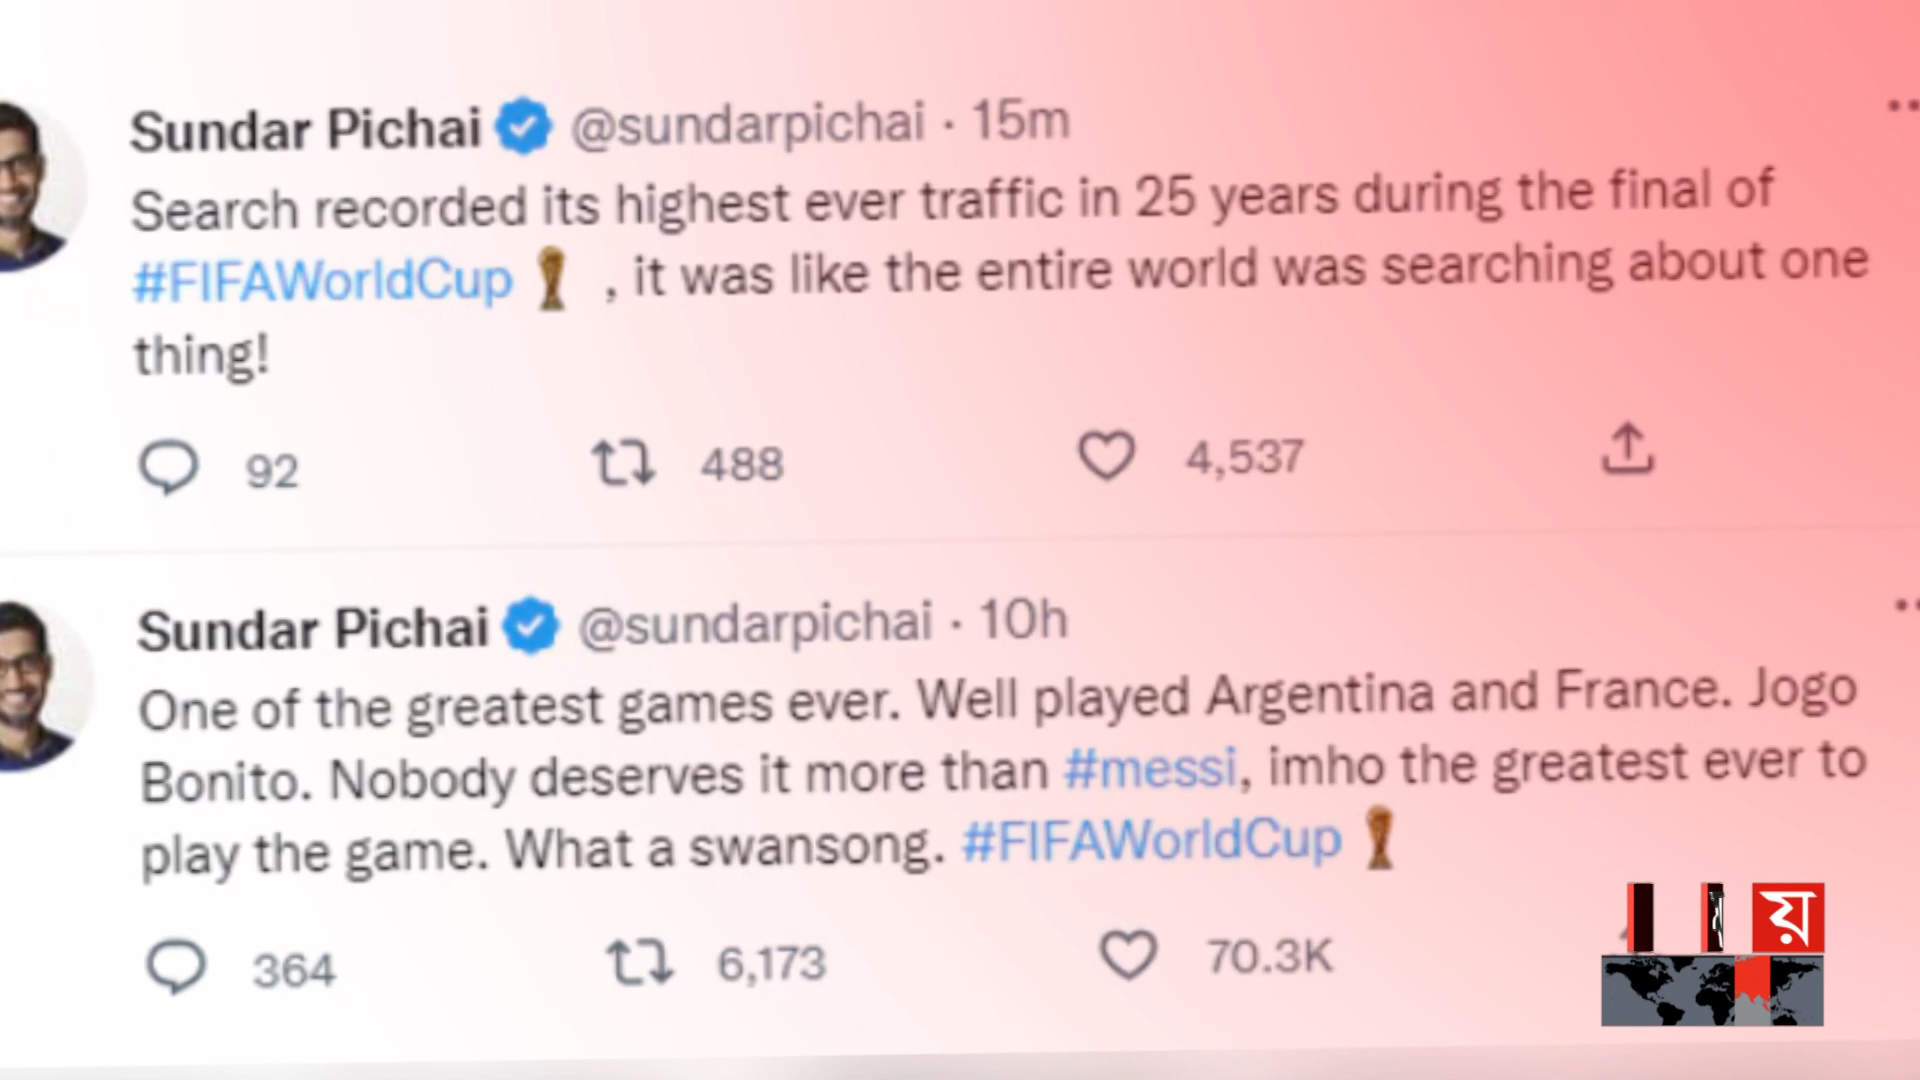 Sundar Pichai @sundarpichai · 15m
Search recorded its highest ever traffic in 25 years during the final of
#FIFAWorldCup , it was like the entire world was searching about one
thing!
92 488 4,537
Sundar Pichai @sundarpichai · 10h
One of the greatest games ever. Well played Argentina and France. Jogo
Bonito. Nobody deserves it more than #messi, imho the greatest ever to
play the game. What a swansong. #FIFAWorldCup
364 6,173 70.3K
য়